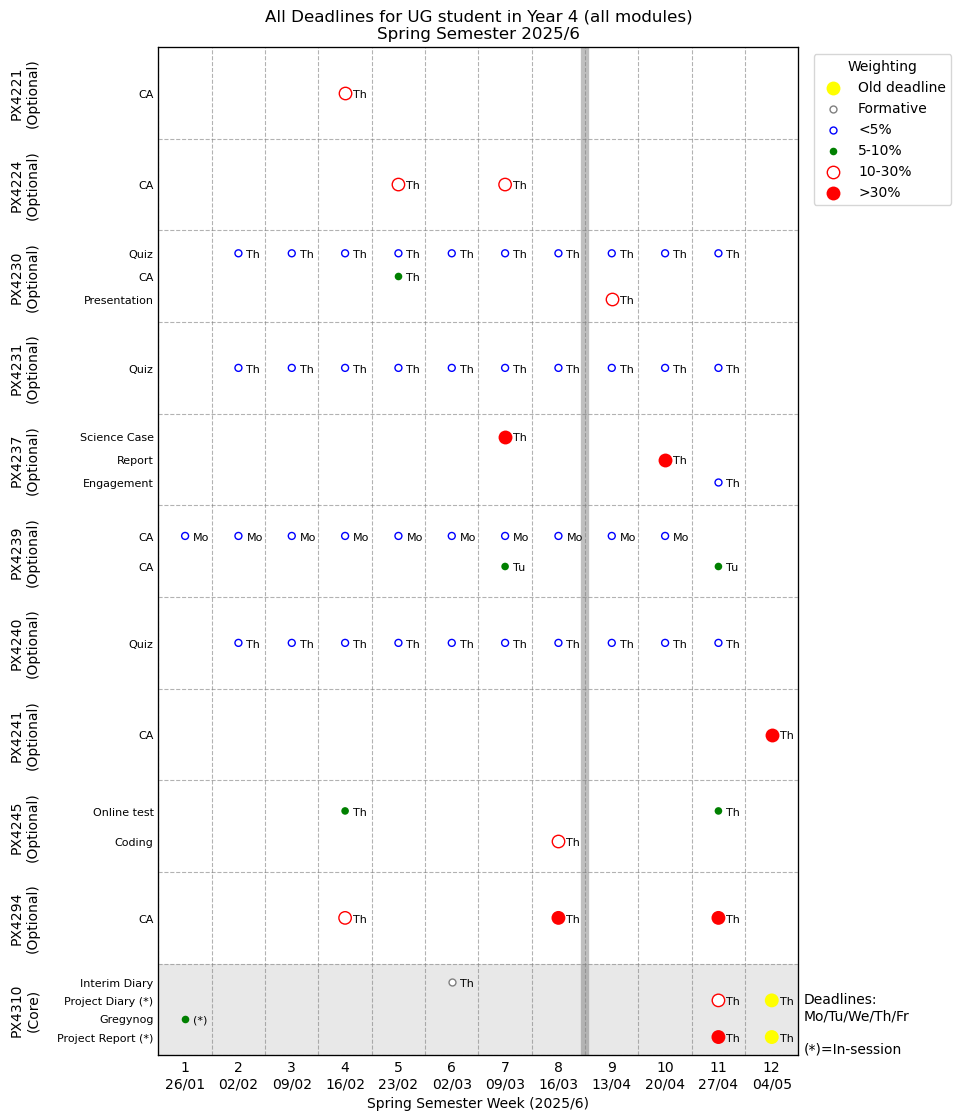 All Deadlines for UG student in Year 4 (all modules)
Spring Semester 2025/6
Weighting
Old deadline
Formative
<5%
5-10%
10-30%
>30%
PX4221
(Optional)
CA
Th
PX4224
(Optional)
CA
Th Th
PX4230
(Optional)
Quiz
Th Th Th Th Th Th Th Th Th Th
CA
Th
Presentation
Th
PX4231
(Optional)
Quiz
Th Th Th Th Th Th Th Th Th Th
PX4237
(Optional)
Science Case
Th
Report
Th
Engagement
Th
PX4239
(Optional)
CA
Mo Mo Mo Mo Mo Mo Mo Mo Mo Mo
CA
Tu Tu
PX4240
(Optional)
Quiz
Th Th Th Th Th Th Th Th Th Th
PX4241
(Optional)
CA
Th
PX4245
(Optional)
Online test
Th Th
Coding
Th
PX4294
(Optional)
CA
Th Th Th
PX4310
(Core)
Interim Diary
Th
Project Diary (*)
Th Th
Gregynog
(*)
Project Report (*)
Th Th
Deadlines:
Mo/Tu/We/Th/Fr
(*)=In-session
1 2 3 4 5 6 7 8 9 10 11 12
26/01 02/02 09/02 16/02 23/02 02/03 09/03 16/03 13/04 20/04 27/04 04/05
Spring Semester Week (2025/6)